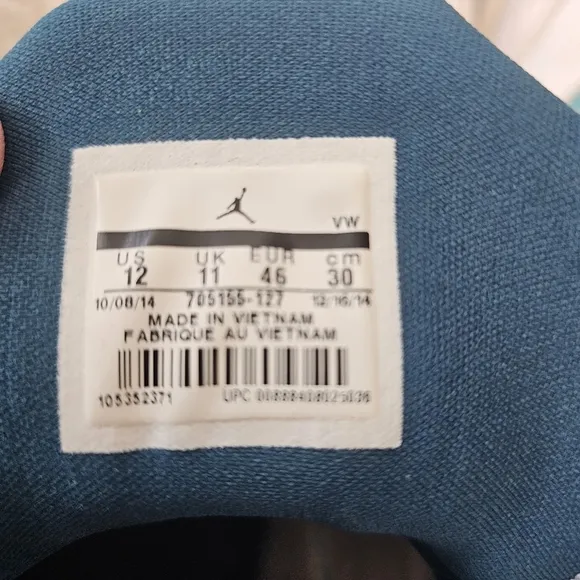 VW
US UK EUR cm
12 11 46 30
10/08/14 705155-127 12/16/14
MADE IN VIETNAM
FABRIQUE AU VIETNAM
105352371 UPC